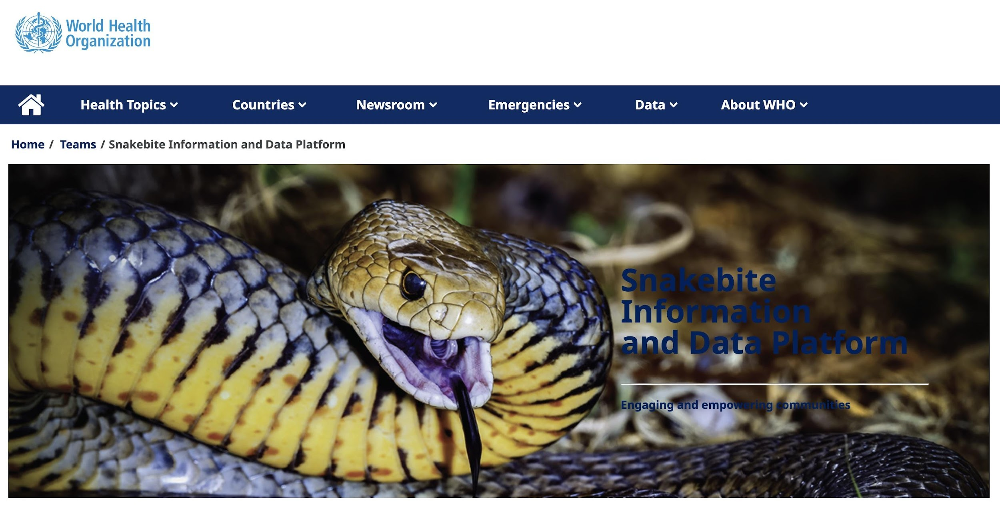 World Health
Organization
Health Topics Countries Newsroom Emergencies Data About WHO
Home / Teams / Snakebite Information and Data Platform
Snakebite
Information
and Data Platform
Engaging and empowering communities